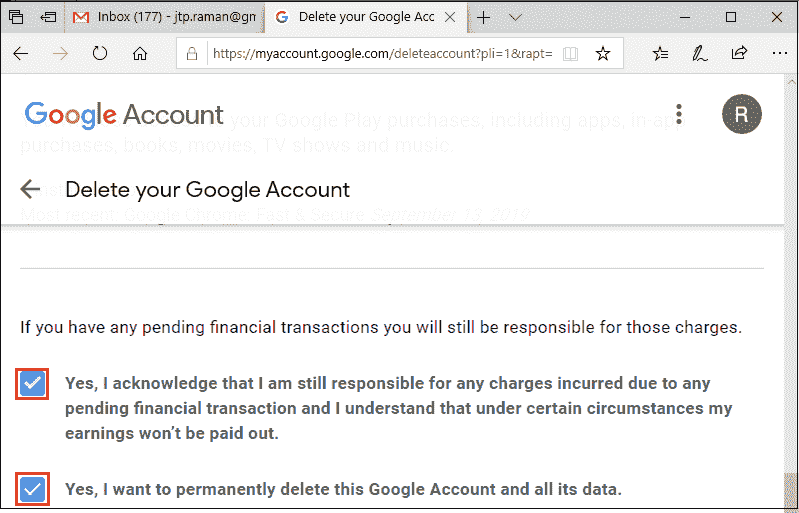 Inbox (177) - jtp.raman@gn
Delete your Google Acc
https://myaccount.google.com/deleteaccount?pli=1&rapt=
Google Account
R
your Google Play purchases, including apps, in-app
purchases, books, movies, TV shows and music.
Delete your Google Account
Most recent: Google Chrome: Fast & Secure September 13, 2019
If you have any pending financial transactions you will still be responsible for those charges.
Yes, I acknowledge that I am still responsible for any charges incurred due to any
pending financial transaction and I understand that under certain circumstances my
earnings won't be paid out.
Yes, I want to permanently delete this Google Account and all its data.